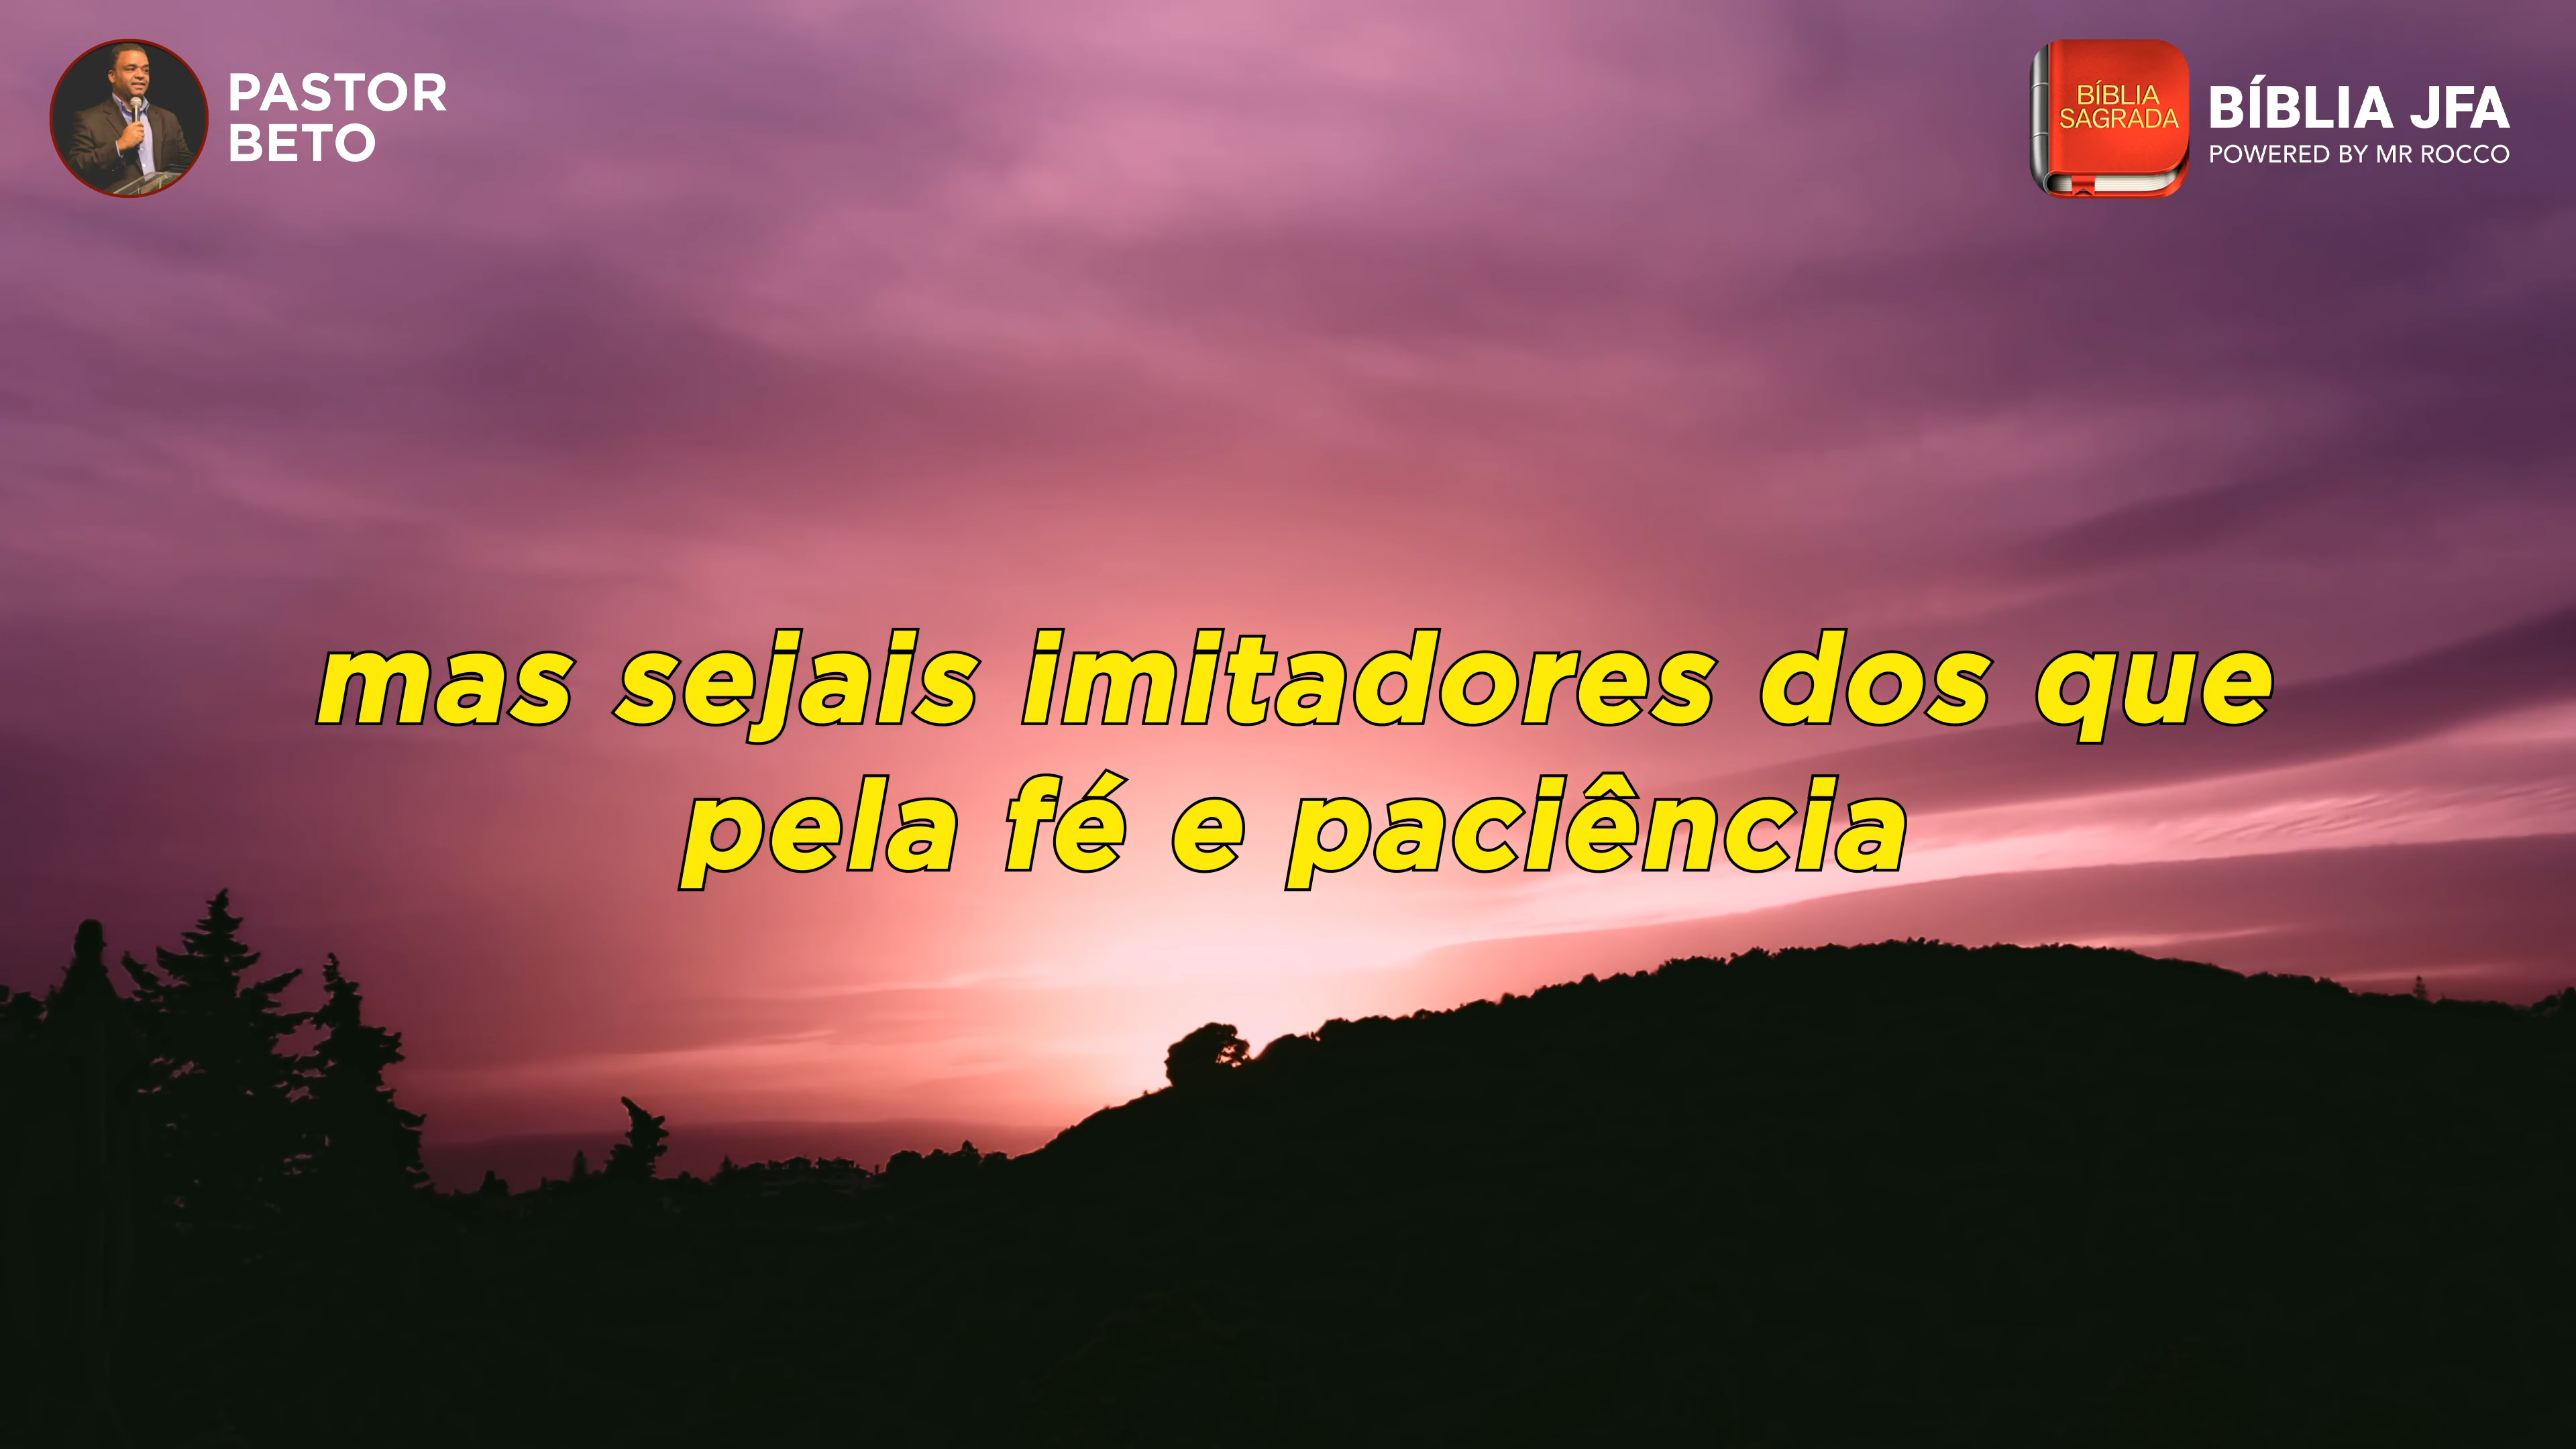 PASTOR
BETO
BÍBLIA
SAGRADA
BÍBLIA JFA
POWERED BY MR ROCCO
mas sejais imitadores dos que
pela fé e paciência